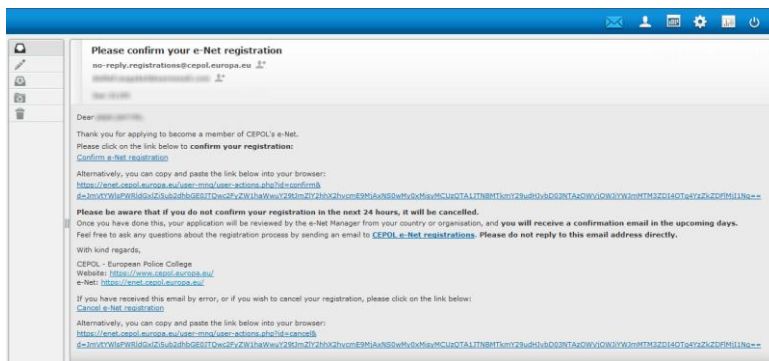 Please confirm your e-Net registration
no-reply.registrations@cepol.europa.eu
Dear
Thank you for applying to become a member of CEPOL's e-Net.
Please click on the link below to confirm your registration:
Confirm e-Net registration
Alternatively, you can copy and paste the link below into your browser:
https://enet.cepol.europa.eu/user-mng/user-actions.php?id=confirm&
Please be aware that if you do not confirm your registration in the next 24 hours, it will be cancelled.
Once you have done this, your application will be reviewed by the e-Net Manager from your country or organisation, and you will receive a confirmation email in the upcoming days.
Feel free to ask any questions about the registration process by sending an email to CEPOL e-Net registrations. Please do not reply to this email address directly.
With kind regards,
CEPOL - European Police College
Website: https://www.cepol.europa.eu/
e-Net: https://enet.cepol.europa.eu/
If you have received this email by error, or if you wish to cancel your registration, please click on the link below:
Cancel e-Net registration
Alternatively, you can copy and paste the link below into your browser:
https://enet.cepol.europa.eu/user-mng/user-actions.php?id=cancel&